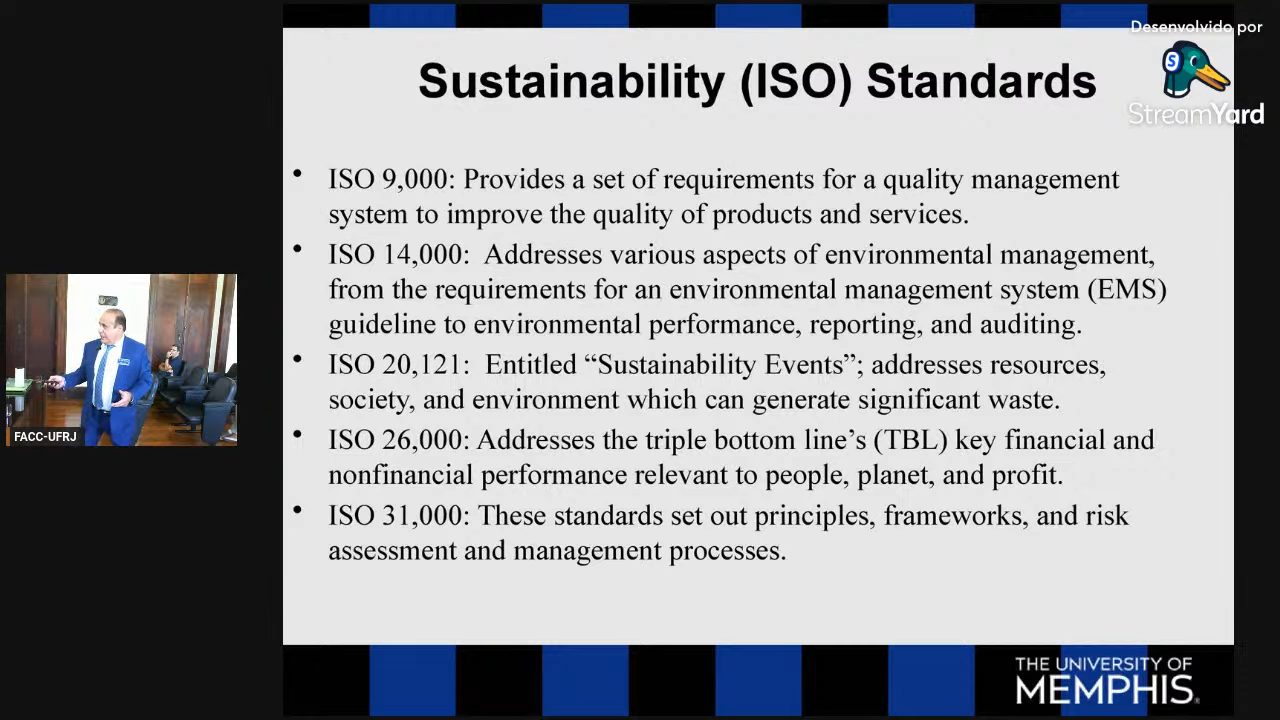 Desenvolvido por
StreamYard
Sustainability (ISO) Standards
• ISO 9,000: Provides a set of requirements for a quality management
system to improve the quality of products and services.
• ISO 14,000:  Addresses various aspects of environmental management,
from the requirements for an environmental management system (EMS)
guideline to environmental performance, reporting, and auditing.
• ISO 20,121:  Entitled “Sustainability Events”; addresses resources,
society, and environment which can generate significant waste.
• ISO 26,000: Addresses the triple bottom line’s (TBL) key financial and
nonfinancial performance relevant to people, planet, and profit.
• ISO 31,000: These standards set out principles, frameworks, and risk
assessment and management processes.
FACC-UFRJ
THE UNIVERSITY OF
MEMPHIS